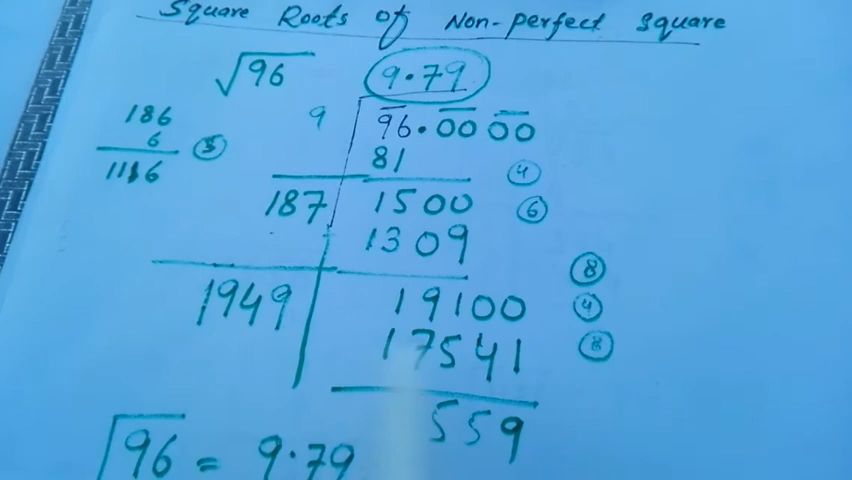 Square Roots of Non-perfect square
√96 9.79
186 9 96.00 00
6 5 81
1116 4
187 1500 6
1309
8
1949 19100 4
17541 8
559
√96 = 9.79